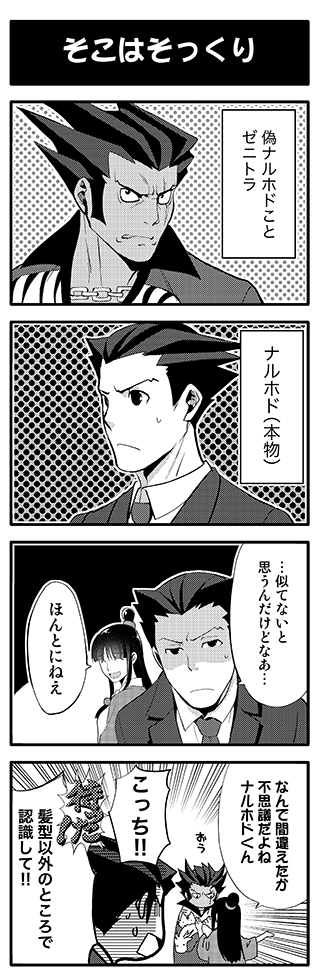 そこはそっくり
偽ナルホドこと
ゼニトラ
ナルホド（本物）
…似てないと
思うんだけどなあ…
ほんとにねえ
なんで間違えたか
不思議だよね
ナルホドくん
おう
こっち!!
髪型以外のところで
認識して!!